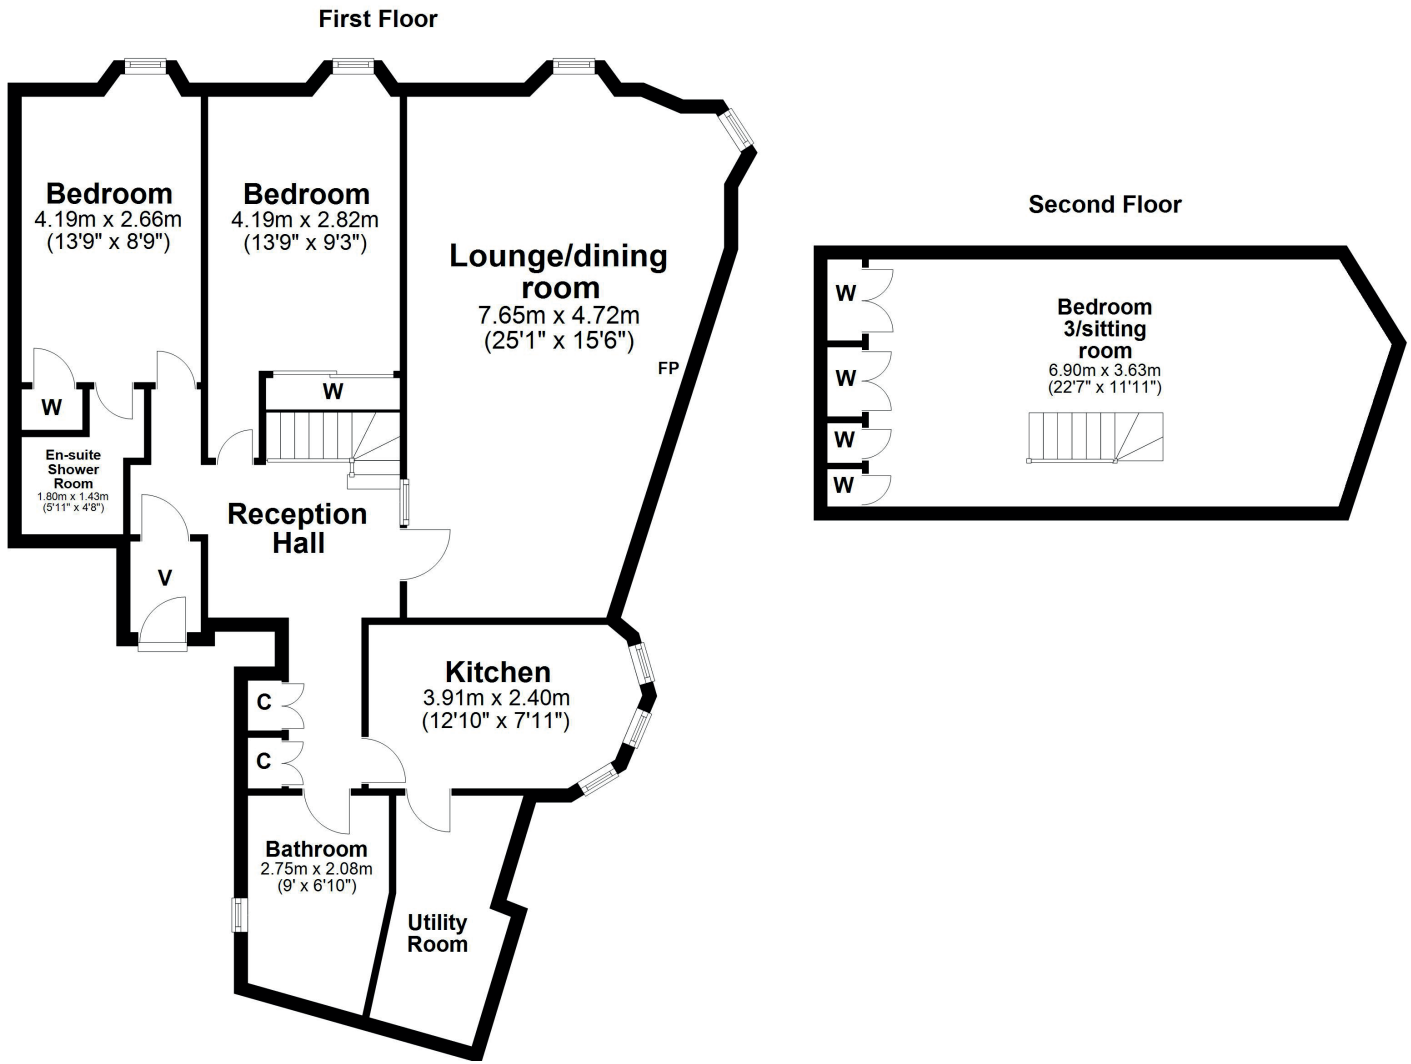 First Floor
Bedroom
4.19m x 2.66m
(13'9" x 8'9")
Bedroom
4.19m x 2.82m
(13'9" x 9'3")
Lounge/dining
room
7.65m x 4.72m
(25'1" x 15'6")
FP
W
W
En-suite
Shower
Room
1.80m x 1.43m
(5'11" x 4'8")
Reception
Hall
V
Kitchen
3.91m x 2.40m
(12'10" x 7'11")
C
C
Bathroom
2.75m x 2.08m
(9' x 6'10")
Utility
Room
Second Floor
W
W
W
W
Bedroom
3/sitting
room
6.90m x 3.63m
(22'7" x 11'11")